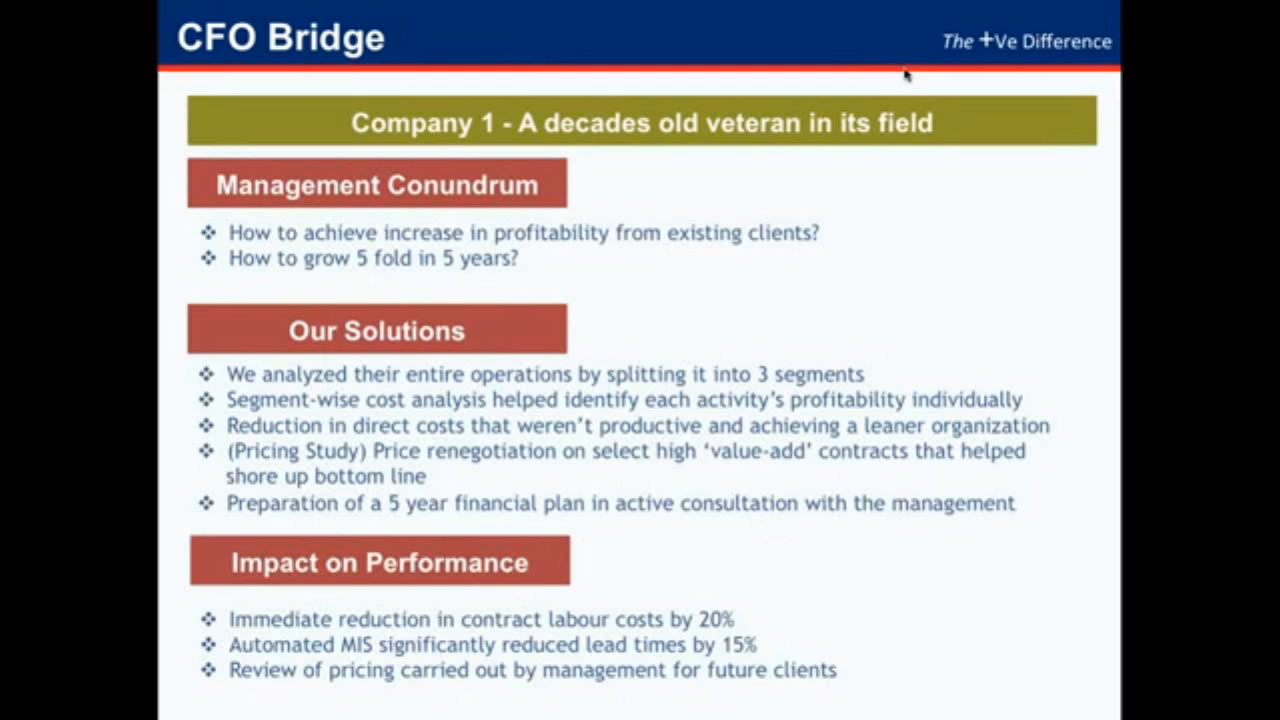 CFO Bridge
The +Ve Difference
Company 1 - A decades old veteran in its field
Management Conundrum
❖ How to achieve increase in profitability from existing clients?
❖ How to grow 5 fold in 5 years?
Our Solutions
❖ We analyzed their entire operations by splitting it into 3 segments
❖ Segment-wise cost analysis helped identify each activity’s profitability individually
❖ Reduction in direct costs that weren’t productive and achieving a leaner organization
❖ (Pricing Study) Price renegotiation on select high ‘value-add’ contracts that helped
shore up bottom line
❖ Preparation of a 5 year financial plan in active consultation with the management
Impact on Performance
❖ Immediate reduction in contract labour costs by 20%
❖ Automated MIS significantly reduced lead times by 15%
❖ Review of pricing carried out by management for future clients